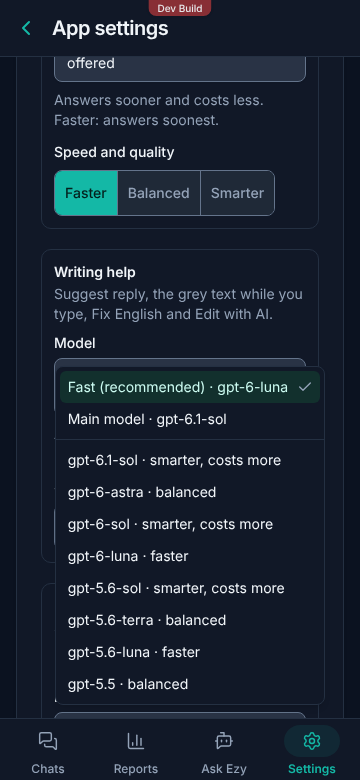 Dev Build
App settings
offered
Answers sooner and costs less.
Faster: answers soonest.
Speed and quality
Faster
Balanced
Smarter
Writing help
Suggest reply, the grey text while you
type, Fix English and Edit with AI.
Model
Fast (recommended) · gpt-6-luna
Main model · gpt-6.1-sol
gpt-6.1-sol · smarter, costs more
gpt-6-astra · balanced
gpt-6-sol · smarter, costs more
gpt-6-luna · faster
gpt-5.6-sol · smarter, costs more
gpt-5.6-terra · balanced
gpt-5.6-luna · faster
gpt-5.5 · balanced
Chats
Reports
Ask Ezy
Settings